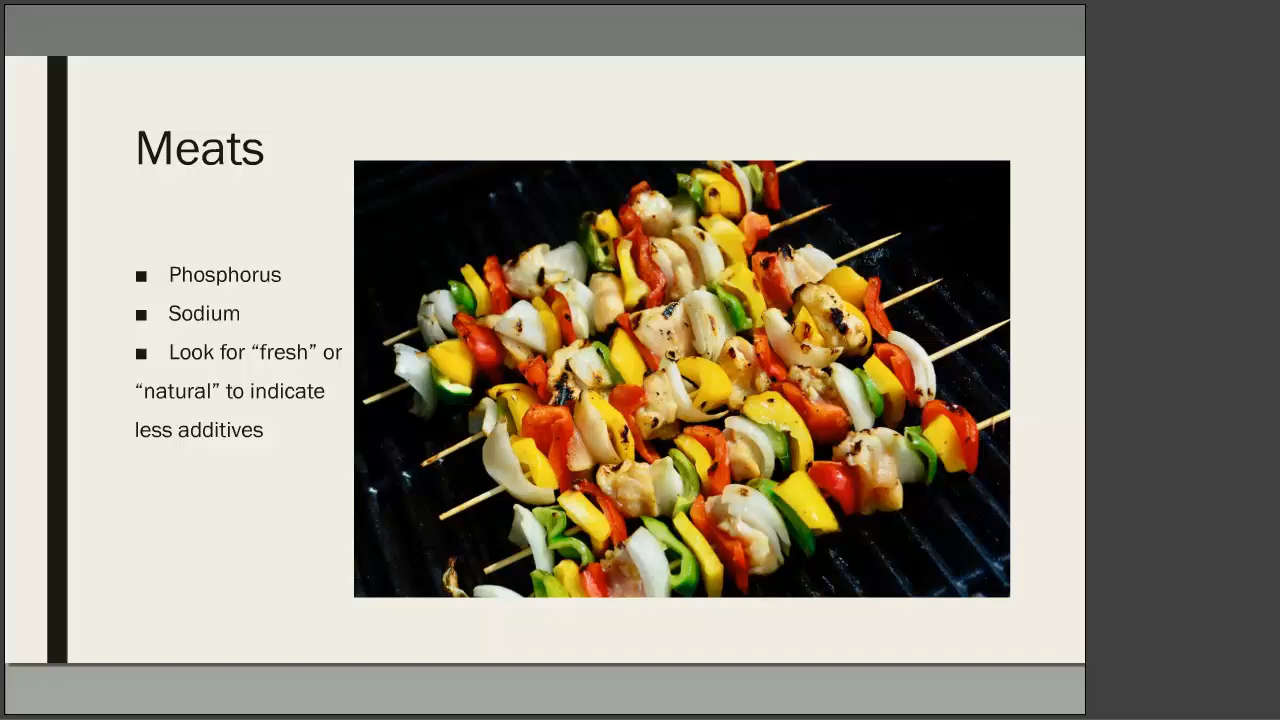 Meats
■ Phosphorus
■ Sodium
■ Look for “fresh” or
“natural” to indicate
less additives